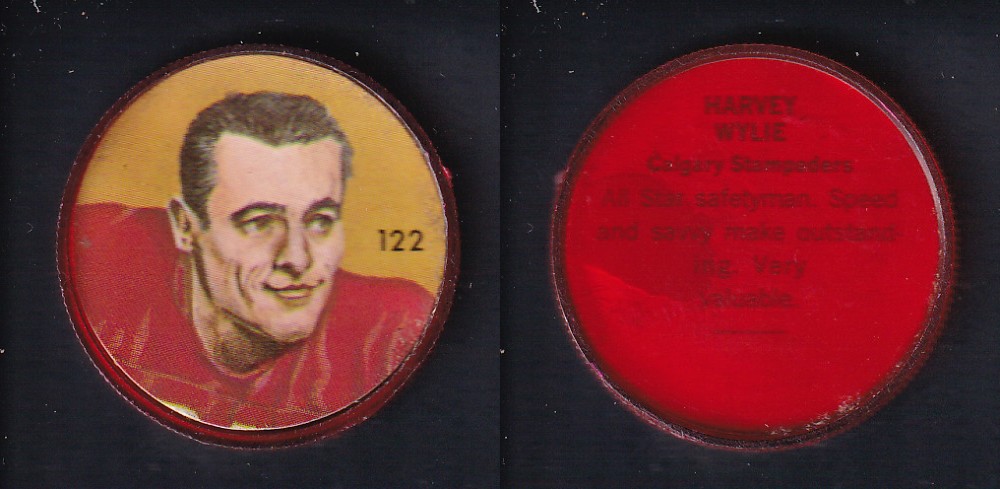 122
HARVEY
WYLIE
Calgary Stampeders
All Star safetyman. Speed
and savvy make outstand-
ing. Very
valuable.